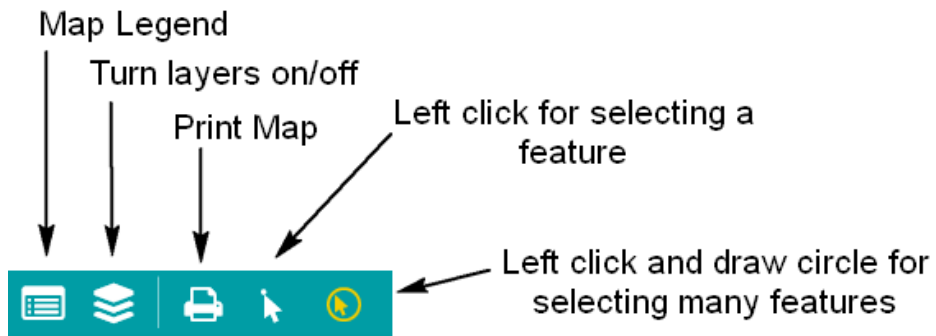 Map Legend
Turn layers on/off
Print Map
Left click for selecting a
feature
Left click and draw circle for
selecting many features